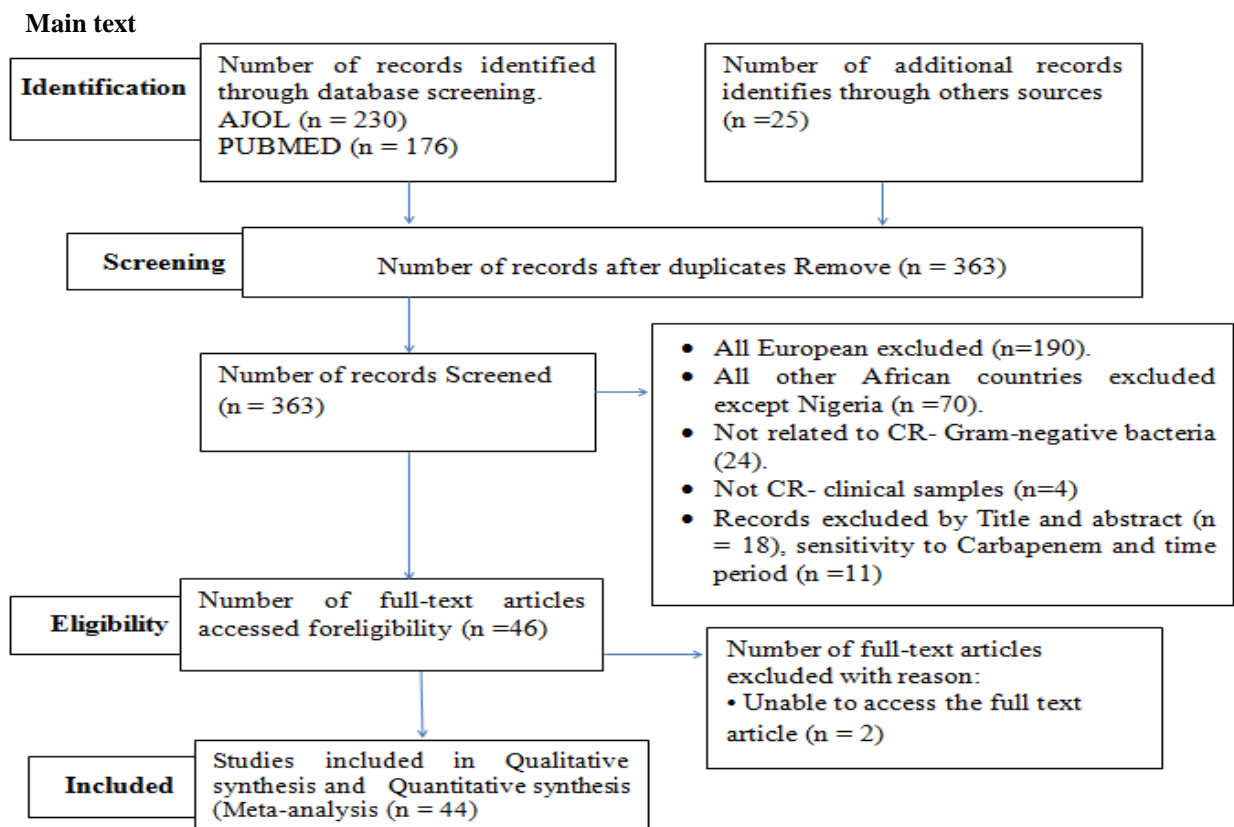 Main text
Identification
Number of records identified
through database screening.
AJOL (n = 230)
PUBMED (n = 176)
Number of additional records
identifies through others sources
(n =25)
Screening
Number of records after duplicates Remove (n = 363)
Number of records Screened
(n = 363)
• All European excluded (n=190).
• All other African countries excluded
except Nigeria (n =70).
• Not related to CR- Gram-negative bacteria
(24).
• Not CR- clinical samples (n=4)
• Records excluded by Title and abstract (n
= 18), sensitivity to Carbapenem and time
period (n =11)
Eligibility
Number of full-text articles
accessed foreligibility (n =46)
Number of full-text articles
excluded with reason:
• Unable to access the full text
article (n = 2)
Included
Studies included in Qualitative
synthesis and Quantitative synthesis
(Meta-analysis (n = 44)